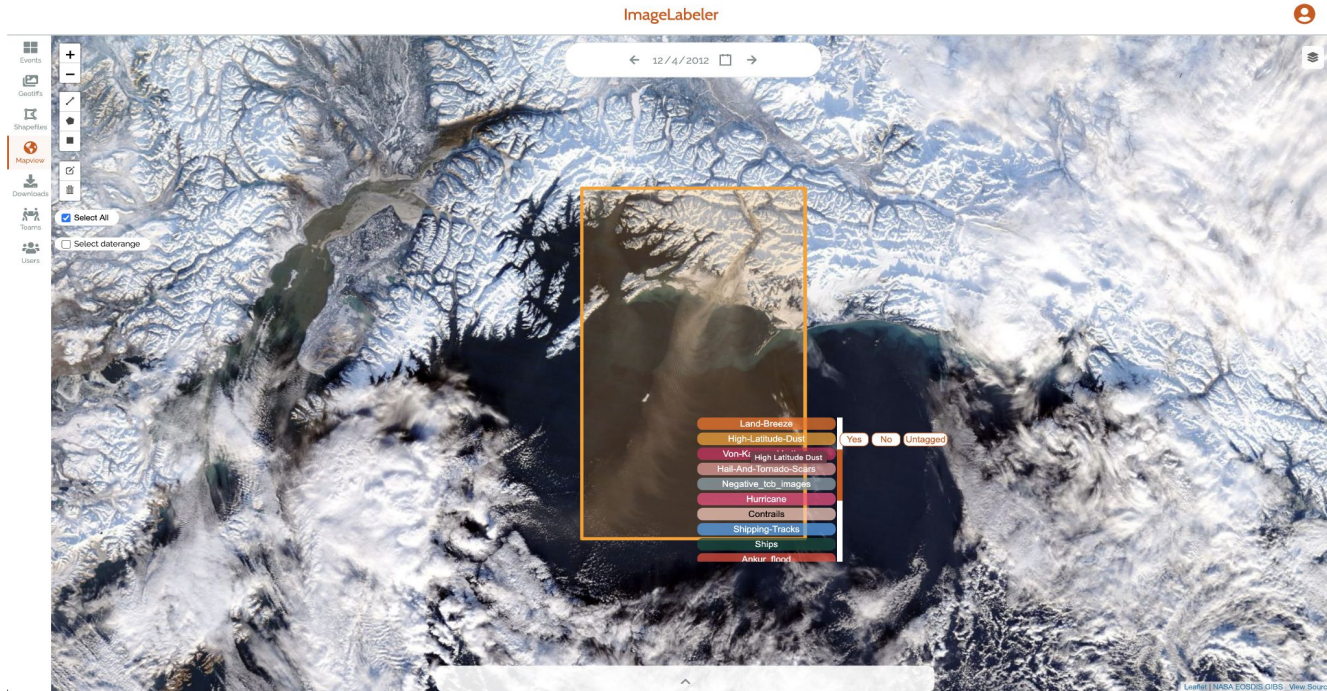 ImageLabeler
Events
Geotiffs
Shapefiles
Mapview
Downloads
Teams
Users
+
−
Select All
Select daterange
12/4/2012
Land-Breeze
High-Latitude-Dust
Yes No Untagged
High Latitude Dust
Hail-And-Tornado-Scars
Negative_tcb_images
Hurricane
Contrails
Shipping-Tracks
Ships
Ankur_flood
Leaflet | NASA EOSDIS GIBS View Sourc